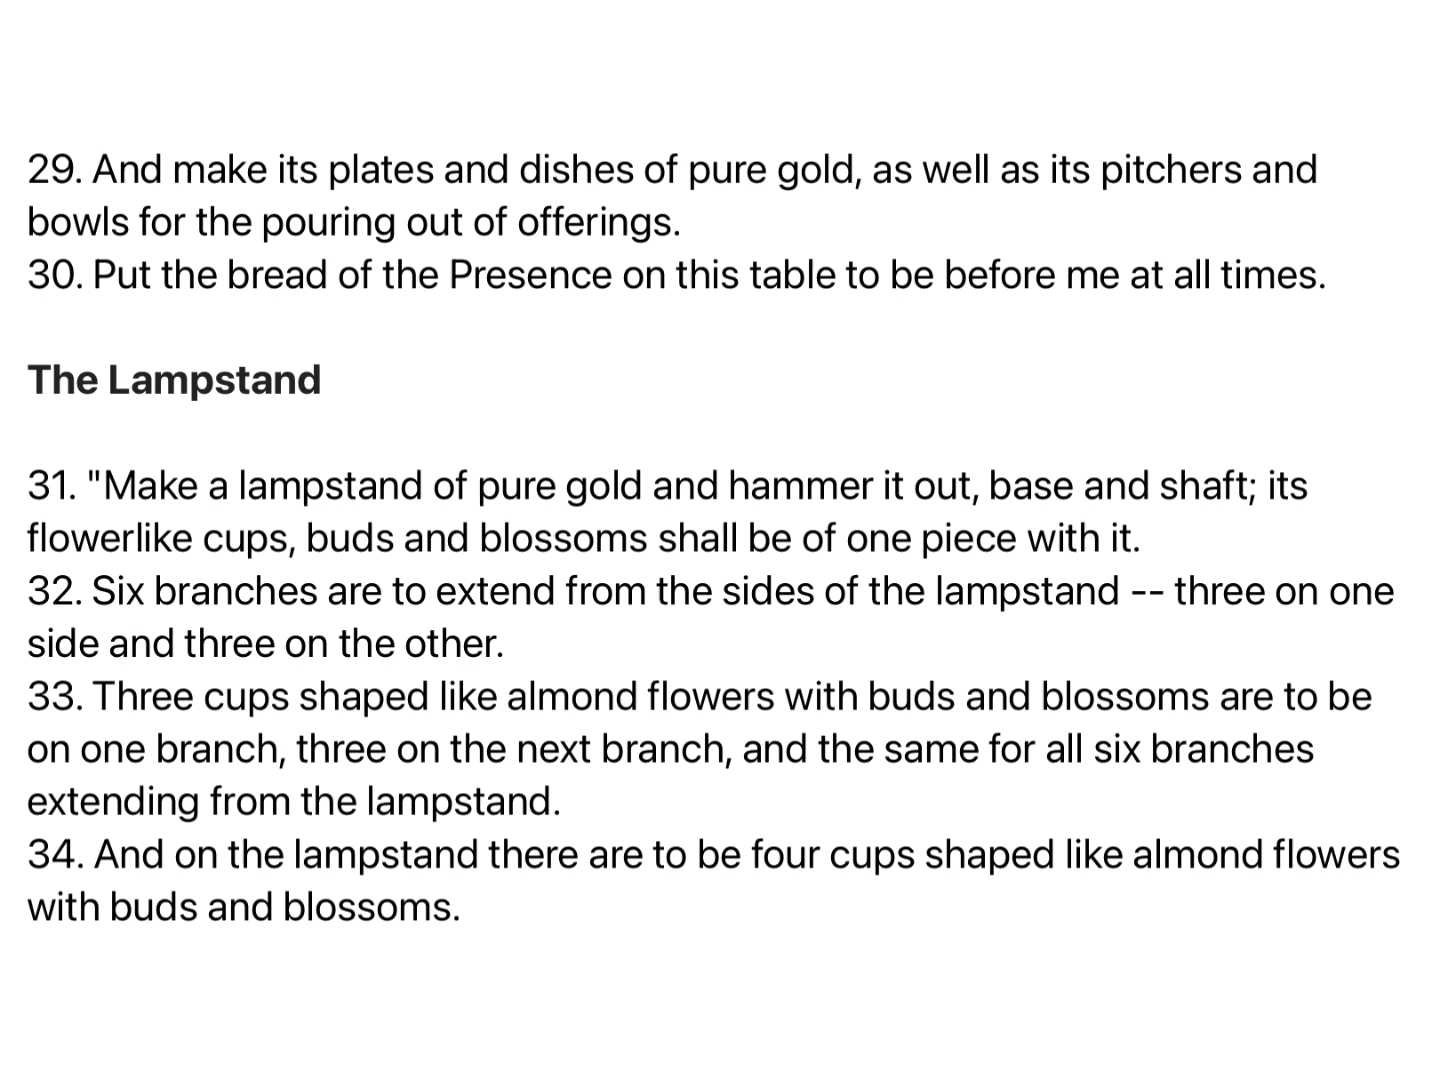 29. And make its plates and dishes of pure gold, as well as its pitchers and
bowls for the pouring out of offerings.
30. Put the bread of the Presence on this table to be before me at all times.
The Lampstand
31. "Make a lampstand of pure gold and hammer it out, base and shaft; its
flowerlike cups, buds and blossoms shall be of one piece with it.
32. Six branches are to extend from the sides of the lampstand -- three on one
side and three on the other.
33. Three cups shaped like almond flowers with buds and blossoms are to be
on one branch, three on the next branch, and the same for all six branches
extending from the lampstand.
34. And on the lampstand there are to be four cups shaped like almond flowers
with buds and blossoms.